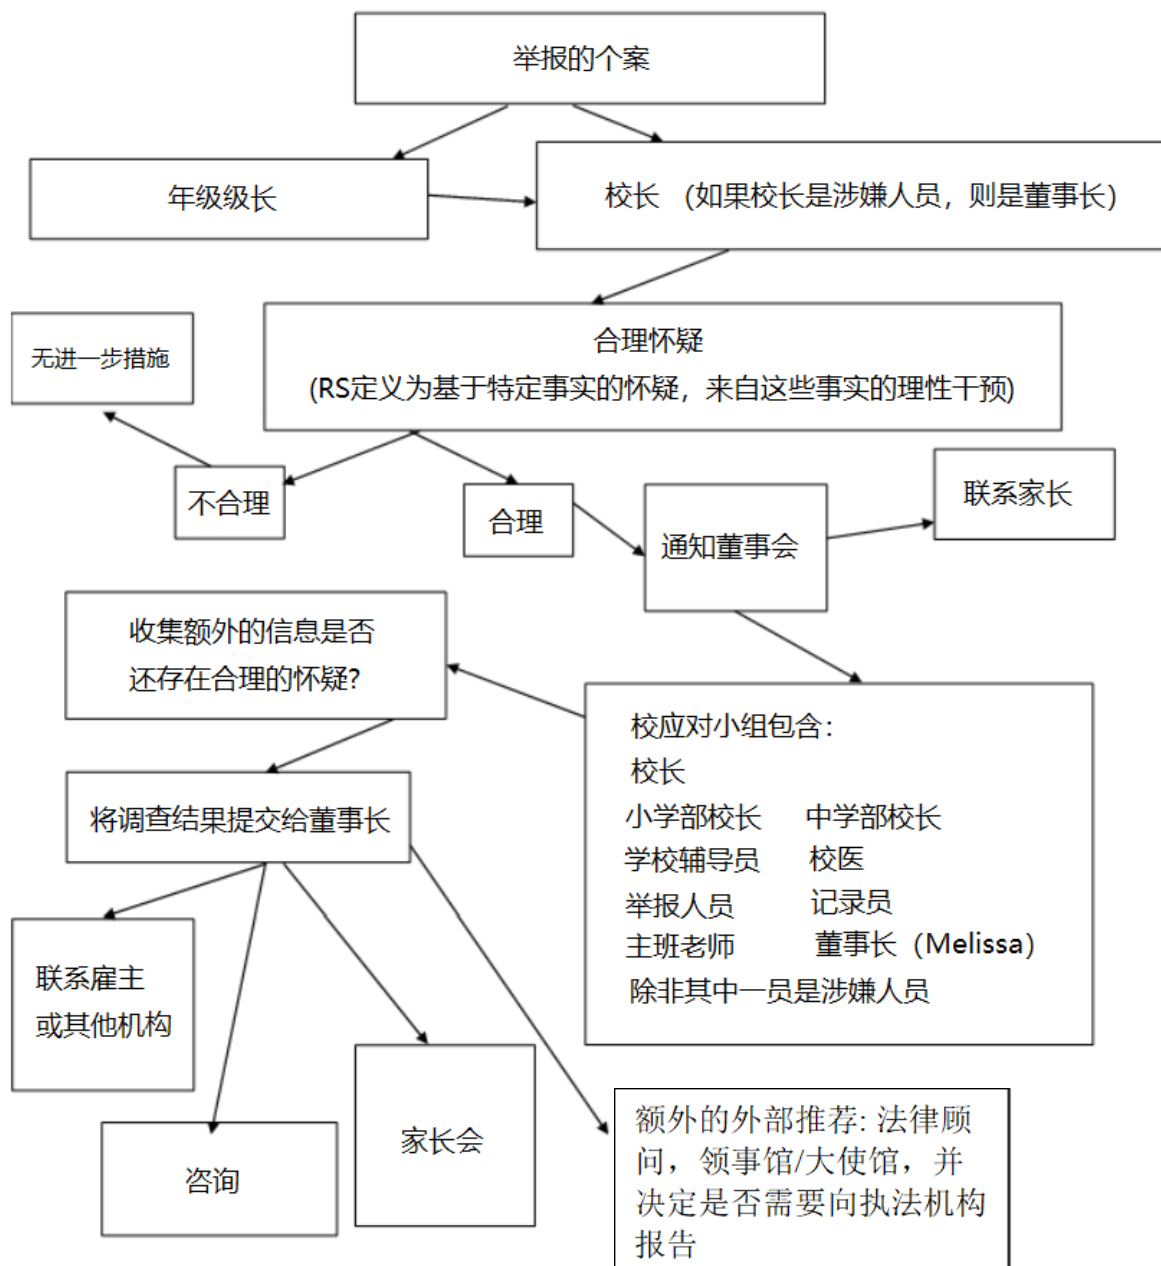 举报的个案
年级级长
校长 (如果校长是涉嫌人员，则是董事长)
无进一步措施
合理怀疑
(RS定义为基于特定事实的怀疑，来自这些事实的理性干预)
不合理
合理
通知董事会
联系家长
收集额外的信息是否
还存在合理的怀疑?
校应对小组包含：
校长
小学部校长 中学部校长
学校辅导员 校医
举报人员 记录员
主班老师 董事长（Melissa）
除非其中一员是涉嫌人员
将调查结果提交给董事长
联系雇主
或其他机构
咨询
家长会
额外的外部推荐: 法律顾
问，领事馆/大使馆，并
决定是否需要向执法机构
报告